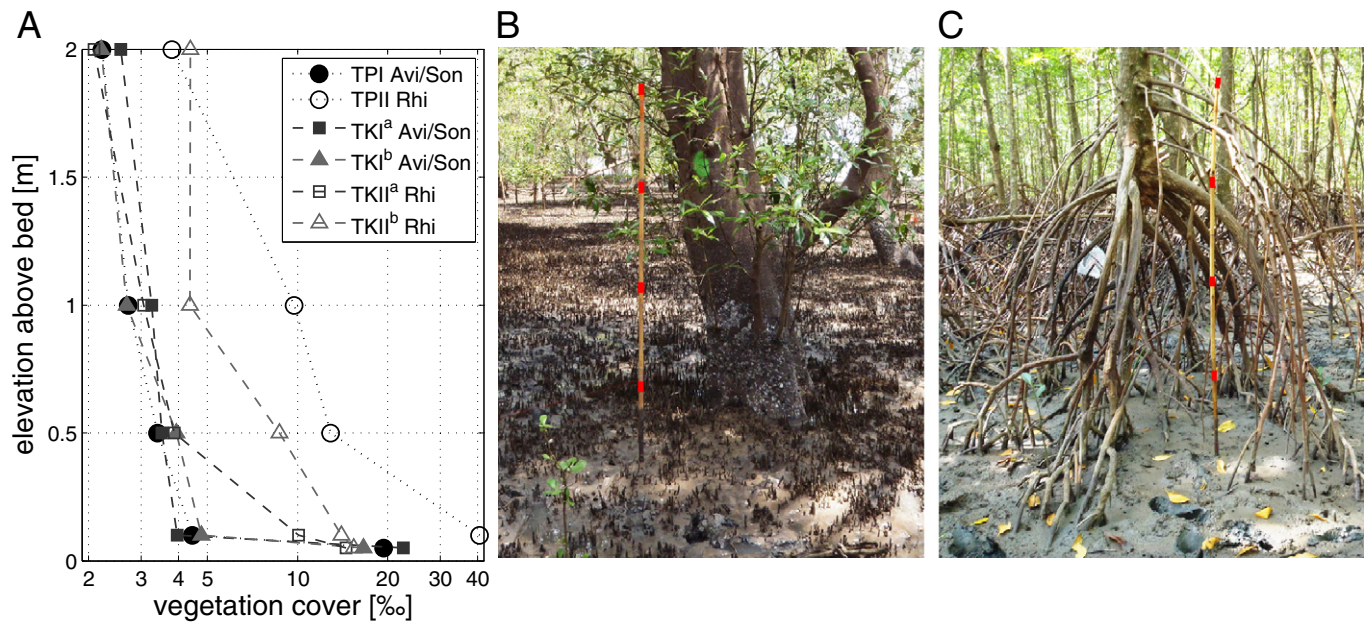 A
B
C
2
1.5
1
0.5
0
elevation above bed [m]
TPI Avi/Son
TPII Rhi
TKIᵃ Avi/Son
TKIᵇ Avi/Son
TKIIᵃ Rhi
TKIIᵇ Rhi
2 3 4 5 10 20 30 40
vegetation cover [‰]